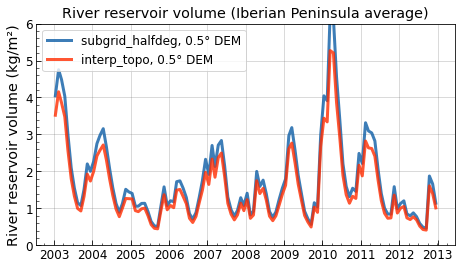 River reservoir volume (Iberian Peninsula average)
River reservoir volume (kg/m²)
subgrid_halfdeg, 0.5° DEM
interp_topo, 0.5° DEM
6
5
4
3
2
1
0
2003 2004 2005 2006 2007 2008 2009 2010 2011 2012 2013